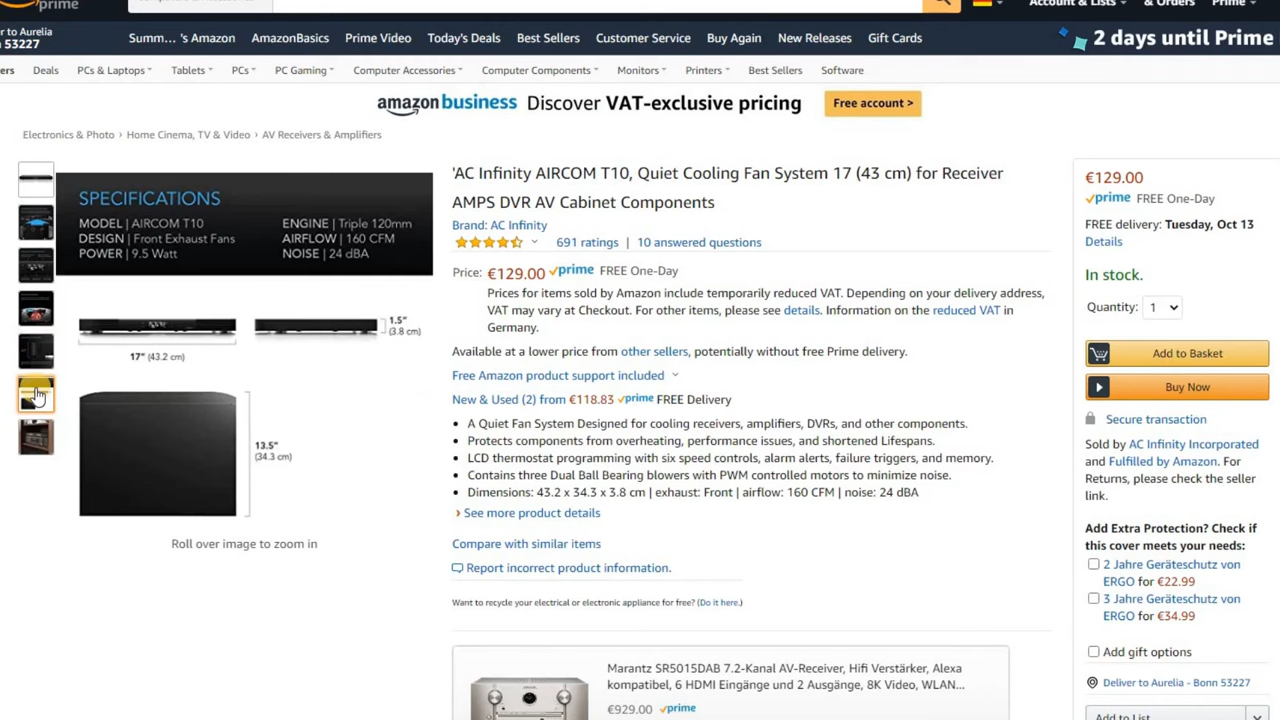 prime
Account & Lists
& Orders
Prime
er to Aurelia
53227
Summ… 's Amazon
AmazonBasics
Prime Video
Today's Deals
Best Sellers
Customer Service
Buy Again
New Releases
Gift Cards
2 days until Prime
ers
Deals
PCs & Laptops
Tablets
PCs
PC Gaming
Computer Accessories
Computer Components
Monitors
Printers
Best Sellers
Software
amazon business Discover VAT-exclusive pricing
Free account >
Electronics & Photo › Home Cinema, TV & Video › AV Receivers & Amplifiers
SPECIFICATIONS
MODEL | AIRCOM T10
DESIGN | Front Exhaust Fans
POWER | 9.5 Watt
ENGINE | Triple 120mm
AIRFLOW | 160 CFM
NOISE | 24 dBA
1.5"
(3.8 cm)
17" (43.2 cm)
13.5"
(34.3 cm)
Roll over image to zoom in
'AC Infinity AIRCOM T10, Quiet Cooling Fan System 17 (43 cm) for Receiver
AMPS DVR AV Cabinet Components
Brand: AC Infinity
691 ratings | 10 answered questions
Price: €129.00 prime FREE One-Day
Prices for items sold by Amazon include temporarily reduced VAT. Depending on your delivery address,
VAT may vary at Checkout. For other items, please see details. Information on the reduced VAT in
Germany.
Available at a lower price from other sellers, potentially without free Prime delivery.
Free Amazon product support included
New & Used (2) from €118.83 prime FREE Delivery
• A Quiet Fan System Designed for cooling receivers, amplifiers, DVRs, and other components.
• Protects components from overheating, performance issues, and shortened Lifespans.
• LCD thermostat programming with six speed controls, alarm alerts, failure triggers, and memory.
• Contains three Dual Ball Bearing blowers with PWM controlled motors to minimize noise.
• Dimensions: 43.2 x 34.3 x 3.8 cm | exhaust: Front | airflow: 160 CFM | noise: 24 dBA
› See more product details
Compare with similar items
Report incorrect product information.
Want to recycle your electrical or electronic appliance for free? (Do it here.)
Marantz SR5015DAB 7.2-Kanal AV-Receiver, Hifi Verstärker, Alexa
kompatibel, 6 HDMI Eingänge und 2 Ausgänge, 8K Video, WLAN…
€929.00 prime
€129.00
prime FREE One-Day
FREE delivery: Tuesday, Oct 13
Details
In stock.
Quantity: 1
Add to Basket
Buy Now
Secure transaction
Sold by AC Infinity Incorporated
and Fulfilled by Amazon. For
Returns, please check the seller
link.
Add Extra Protection? Check if
this cover meets your needs:
2 Jahre Geräteschutz von
ERGO for €22.99
3 Jahre Geräteschutz von
ERGO for €34.99
Add gift options
Deliver to Aurelia - Bonn 53227
Add to List